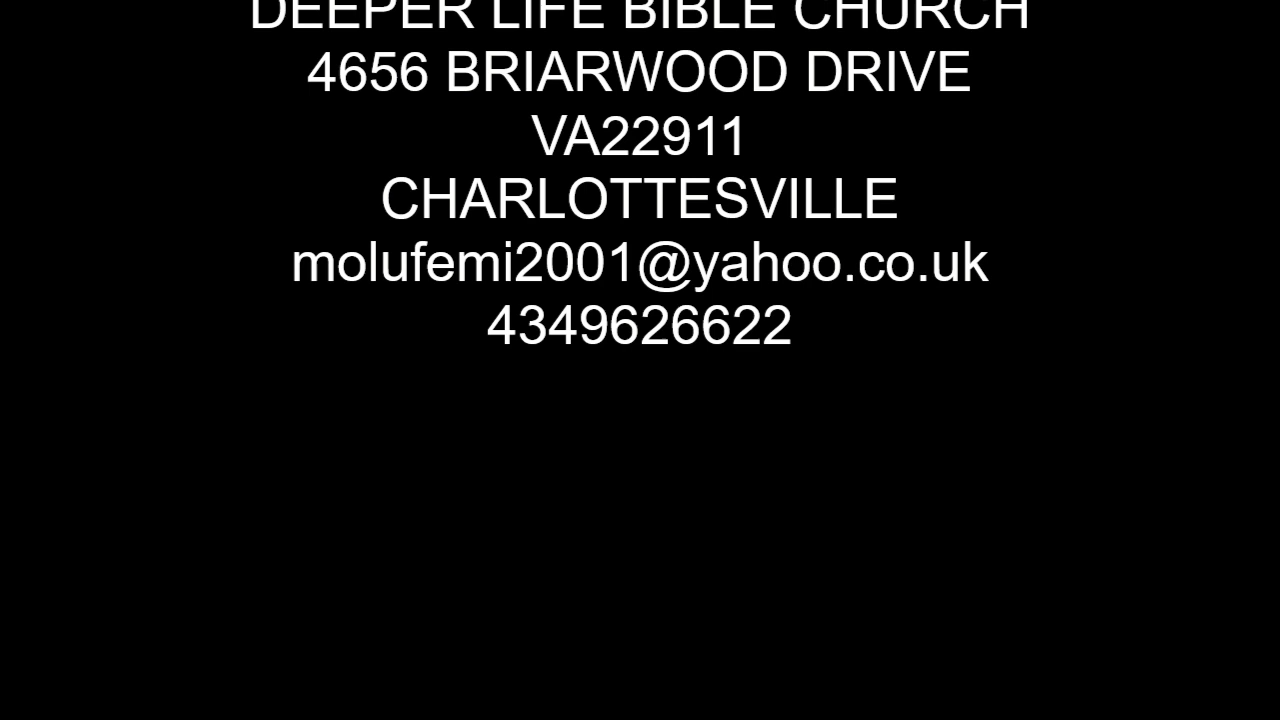 DEEPER LIFE BIBLE CHURCH
4656 BRIARWOOD DRIVE
VA22911
CHARLOTTESVILLE
molufemi2001@yahoo.co.uk
4349626622